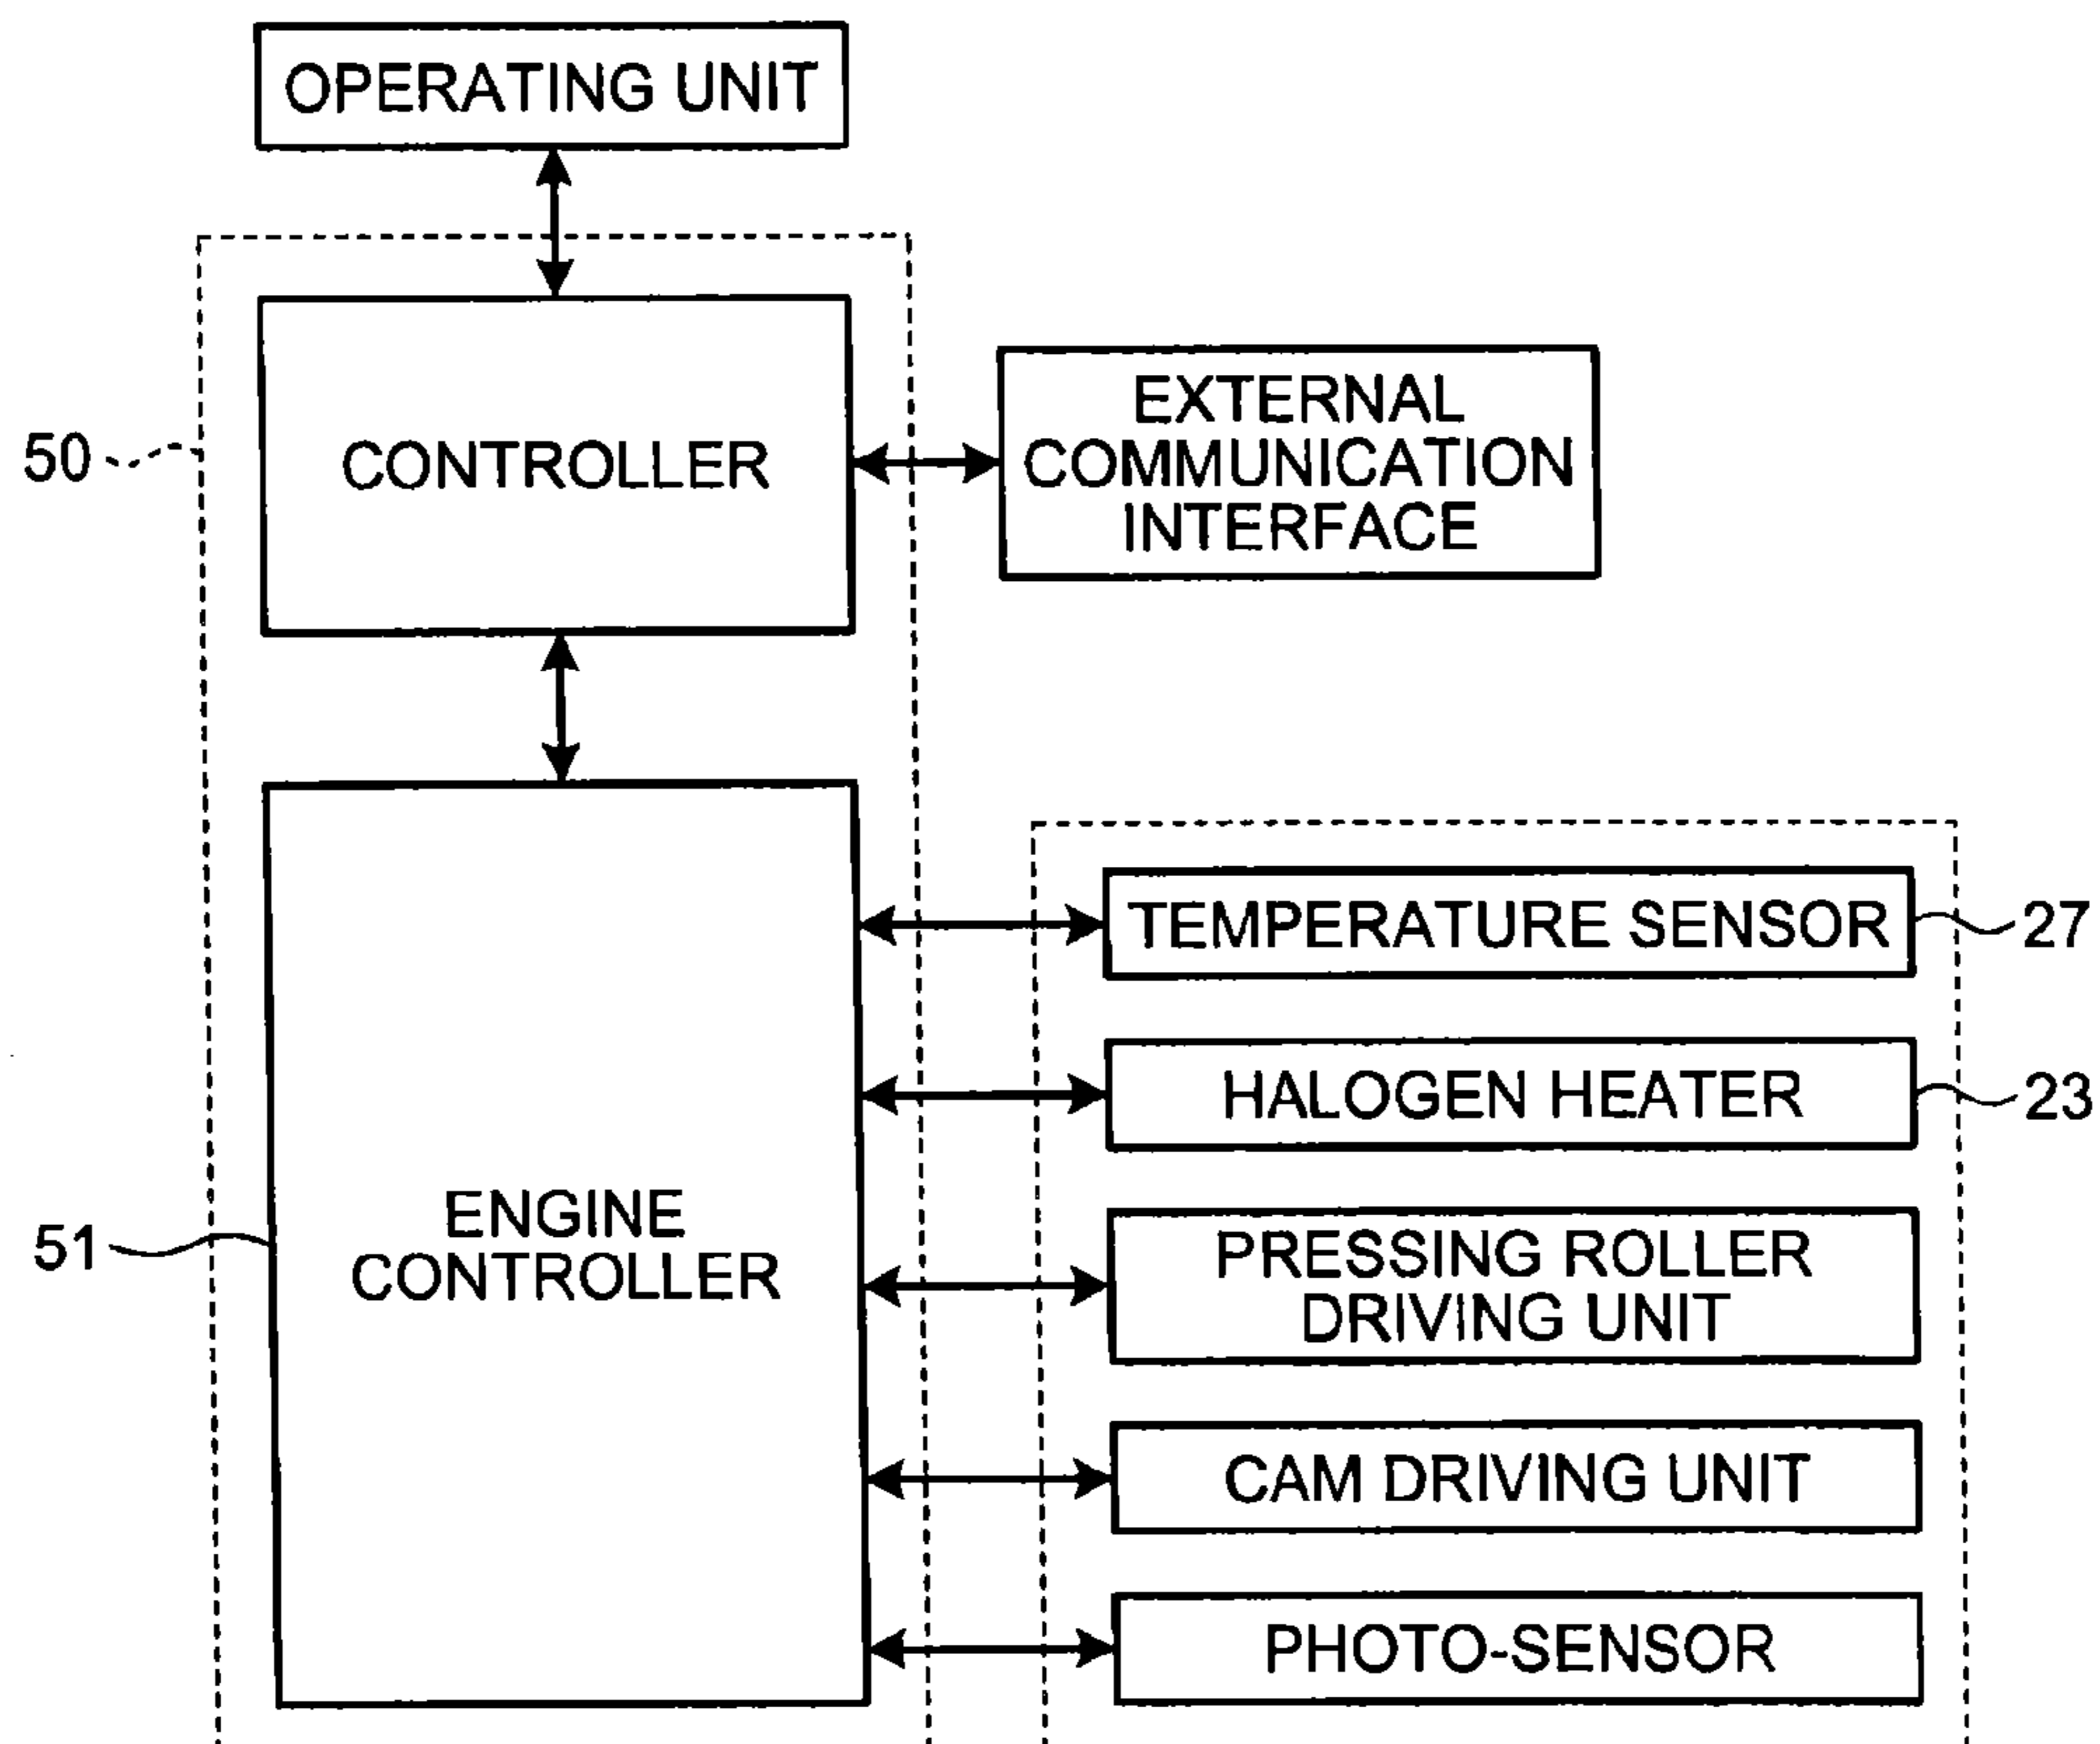 OPERATING UNIT
50
CONTROLLER
EXTERNAL
COMMUNICATION
INTERFACE
TEMPERATURE SENSOR
27
HALOGEN HEATER
23
51
ENGINE
CONTROLLER
PRESSING ROLLER
DRIVING UNIT
CAM DRIVING UNIT
PHOTO-SENSOR